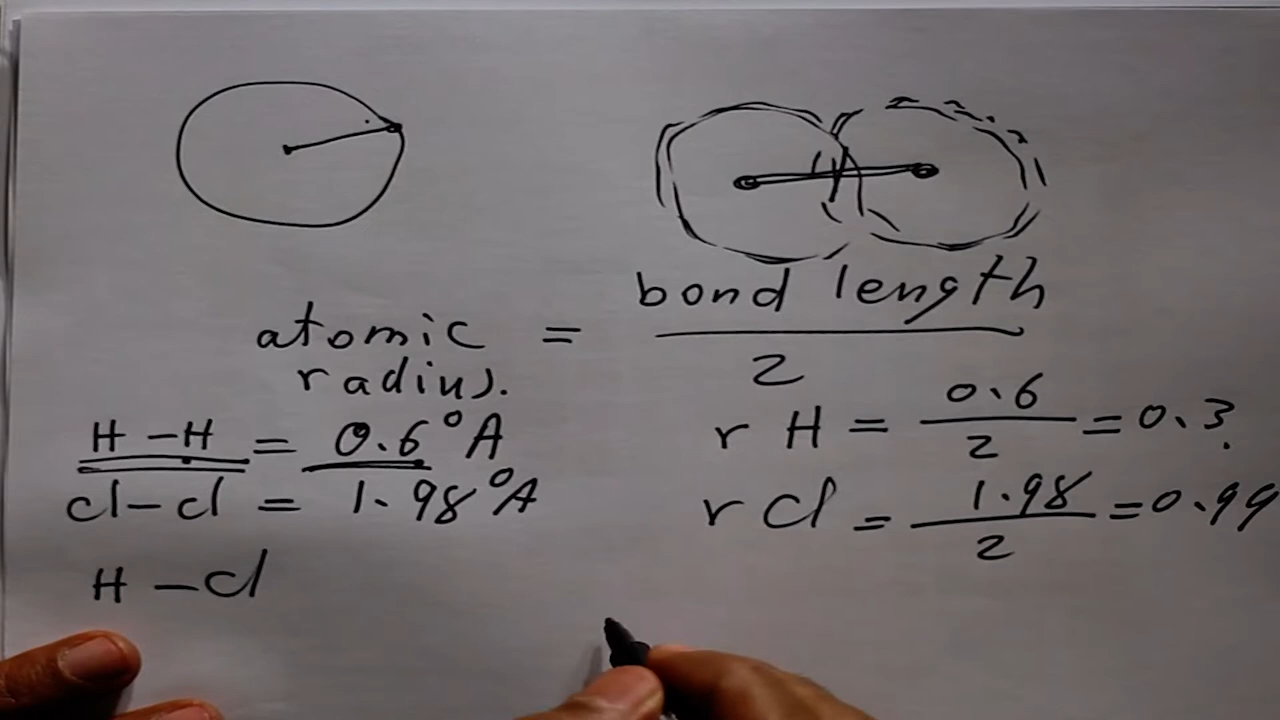 bond length
atomic = 2
radius.
H - H = 0.6 °A
r H = 0.6 / 2 = 0.3
cl - cl = 1.98 °A
r cl = 1.98 / 2 = 0.99
H - cl